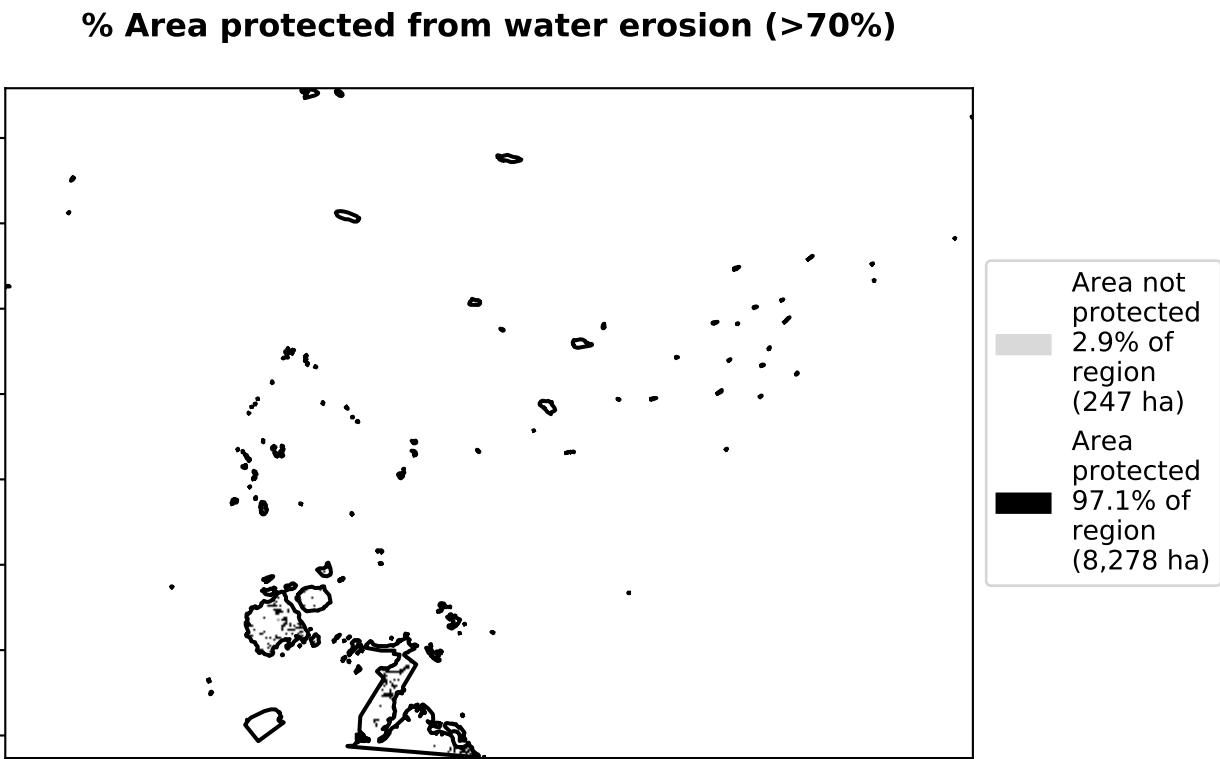 % Area protected from water erosion (>70%)
Area not
protected
2.9% of
region
(247 ha)
Area
protected
97.1% of
region
(8,278 ha)